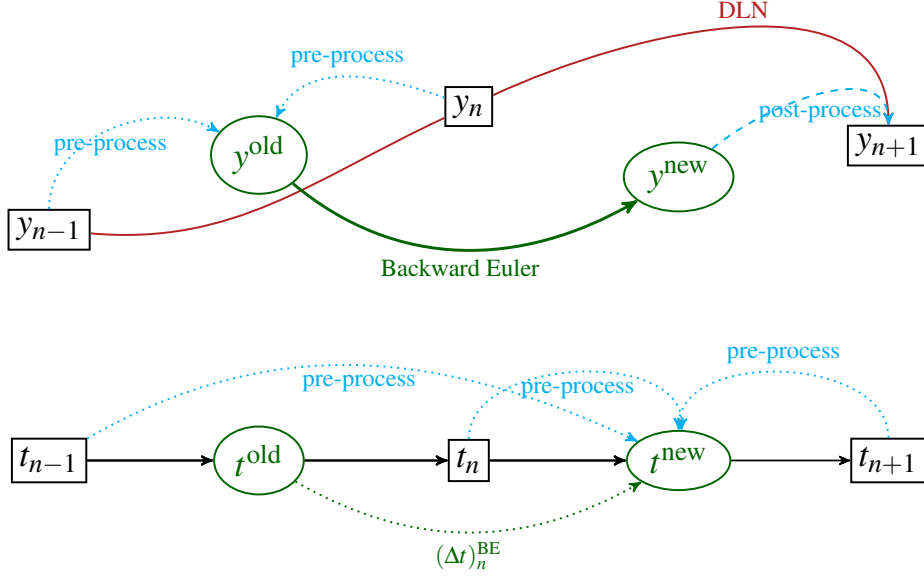 DLN
pre-process
y_n
pre-process
y^old
post-process
y_{n+1}
y^new
y_{n−1}
Backward Euler
pre-process
pre-process
pre-process
t_{n−1}
t^old
t_n
t^new
t_{n+1}
(Δt)_n^BE